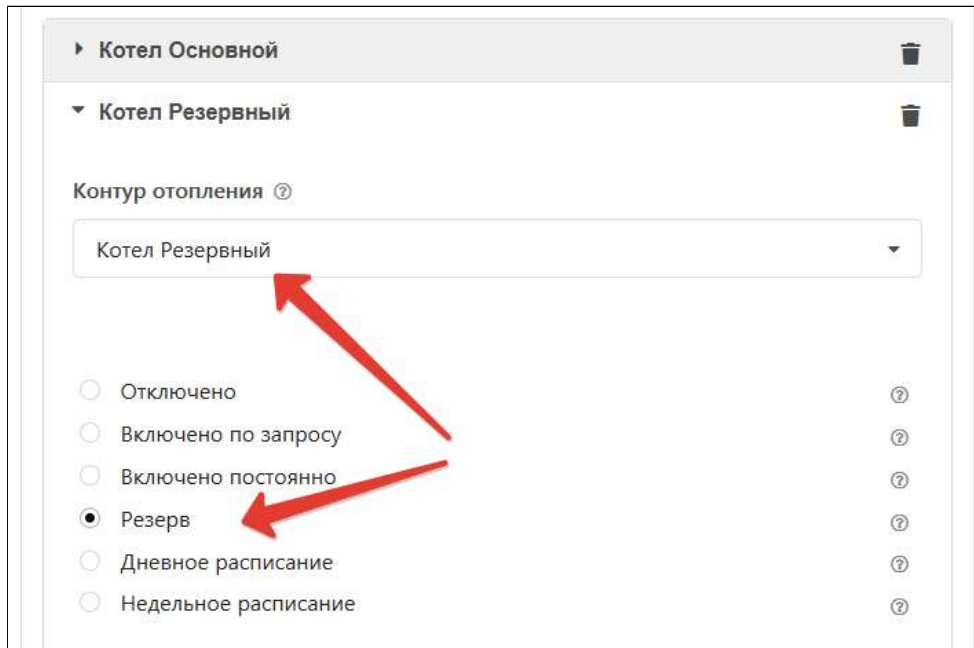 Котел Основной
Котел Резервный
Контур отопления ?
Котел Резервный
Отключено ?
Включено по запросу ?
Включено постоянно ?
Резерв ?
Дневное расписание ?
Недельное расписание ?